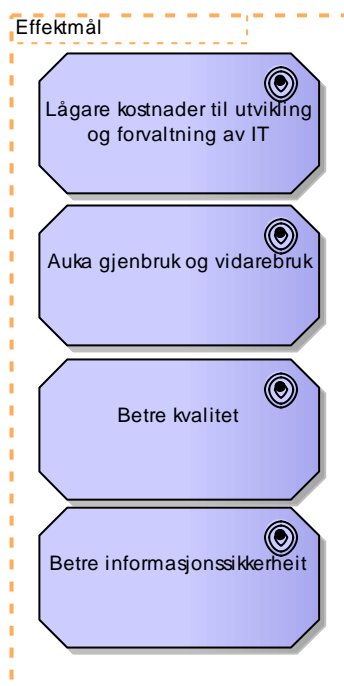 Effektmål
Lågare kostnader til utvikling
og forvaltning av IT
Auka gjenbruk og vidarebruk
Betre kvalitet
Betre informasjonssikkerheit